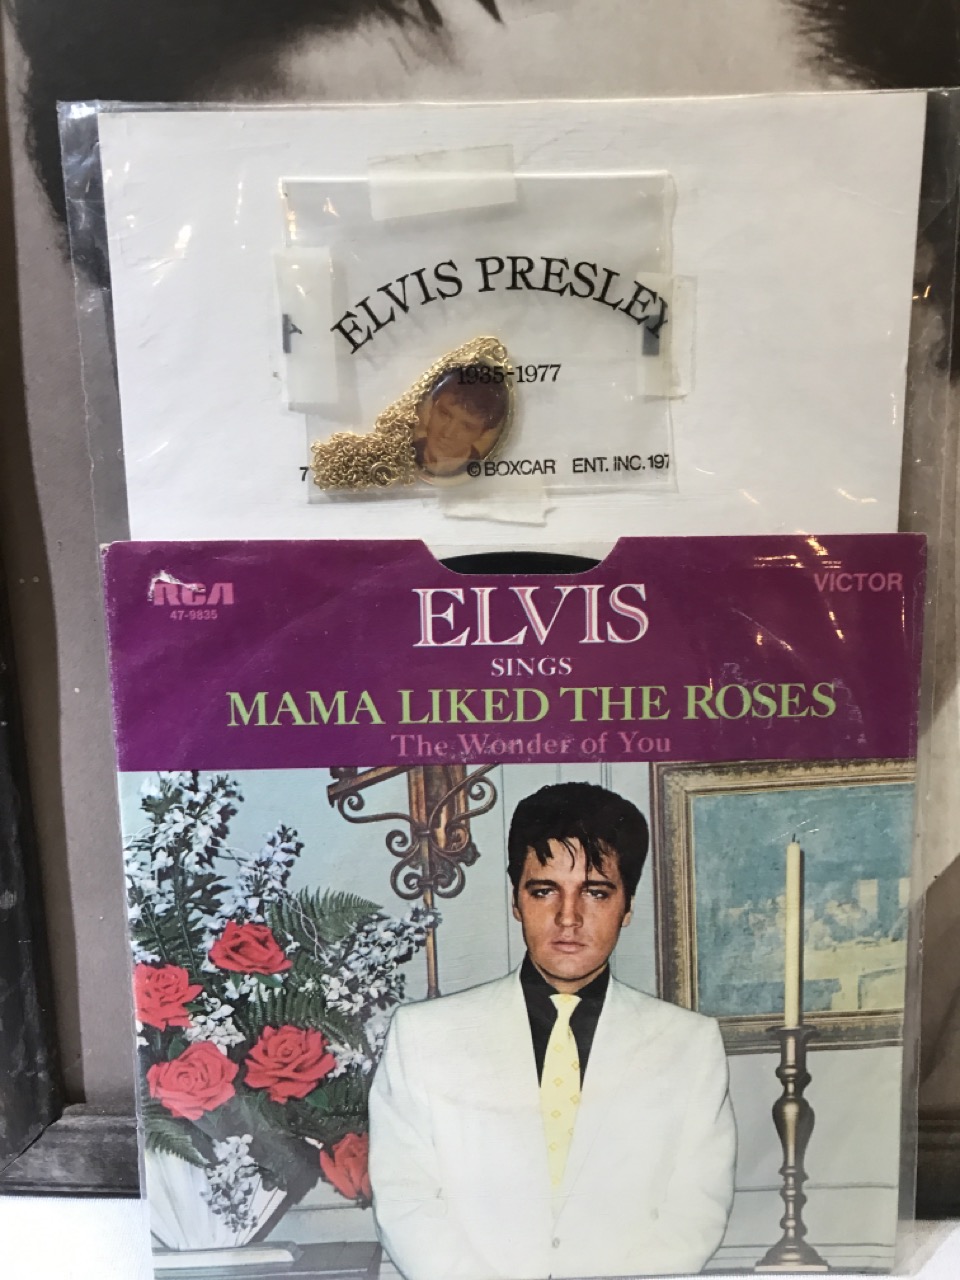 ELVIS PRESLEY
1935-1977
© BOXCAR ENT. INC. 197
RCA
47-9835
VICTOR
ELVIS
SINGS
MAMA LIKED THE ROSES
The Wonder of You